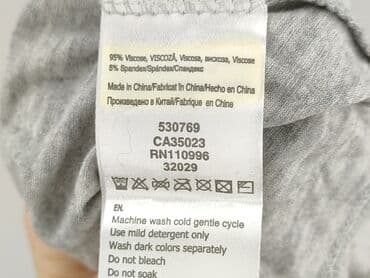 95% Viscose, VISCOZĂ, Viscosa, вискоза, Viscose
5% Spandex/Spándex/Спандекс
Made in China/Fabricat în China/Hecho en China
Произведено в Китай/Fabrique en China
530769
CA35023
RN110996
32029
EN.
Machine wash cold gentle cycle
Use mild detergent only
Wash dark colors separately
Do not bleach
Do not soak